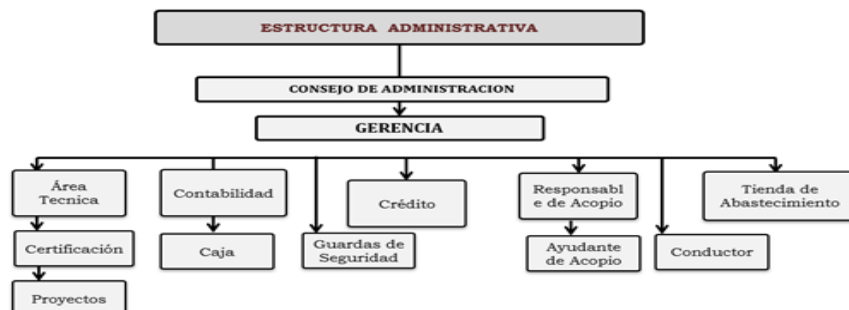 ESTRUCTURA ADMINISTRATIVA
CONSEJO DE ADMINISTRACION
GERENCIA
Área
Tecnica
Contabilidad
Crédito
Responsabl
e de Acopio
Tienda de
Abastecimiento
Certificación
Caja
Guardas de
Seguridad
Ayudante
de Acopio
Conductor
Proyectos